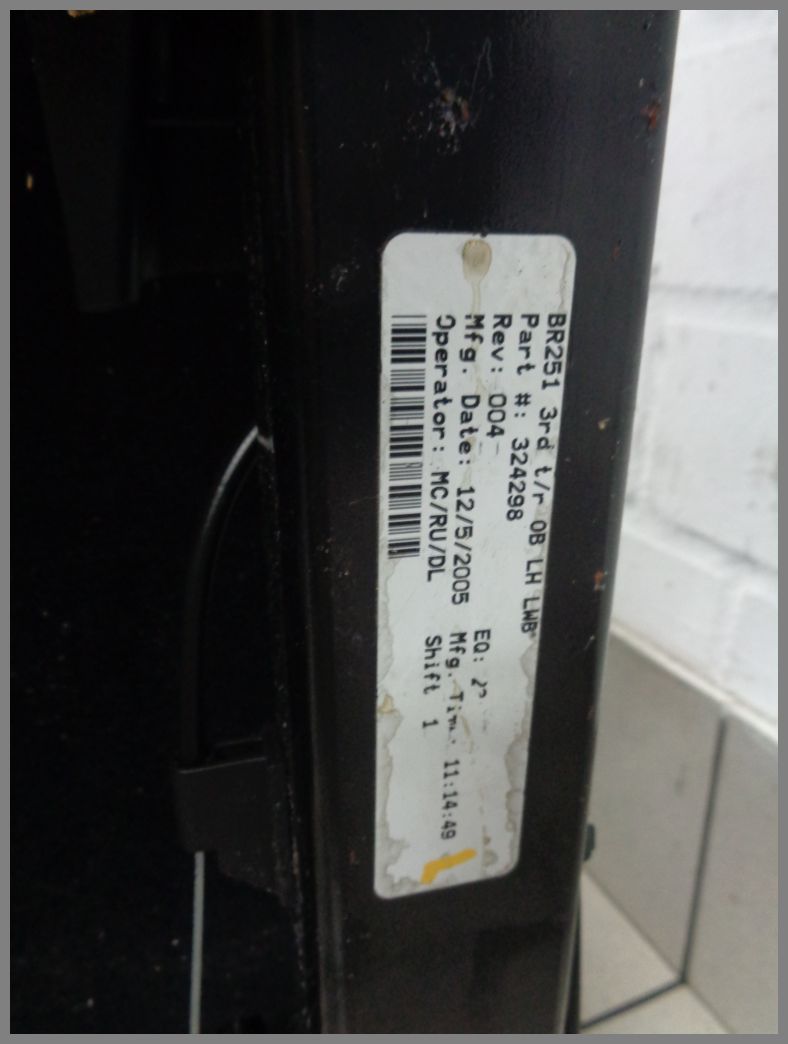 BR251 3rd t/r OB LH LWB
Part #: 324298
Rev: 004 EQ:
Mfg. Date: 12/5/2005 Mfg. Time: 11:14:49
Operator: MC/RU/DL Shift 1